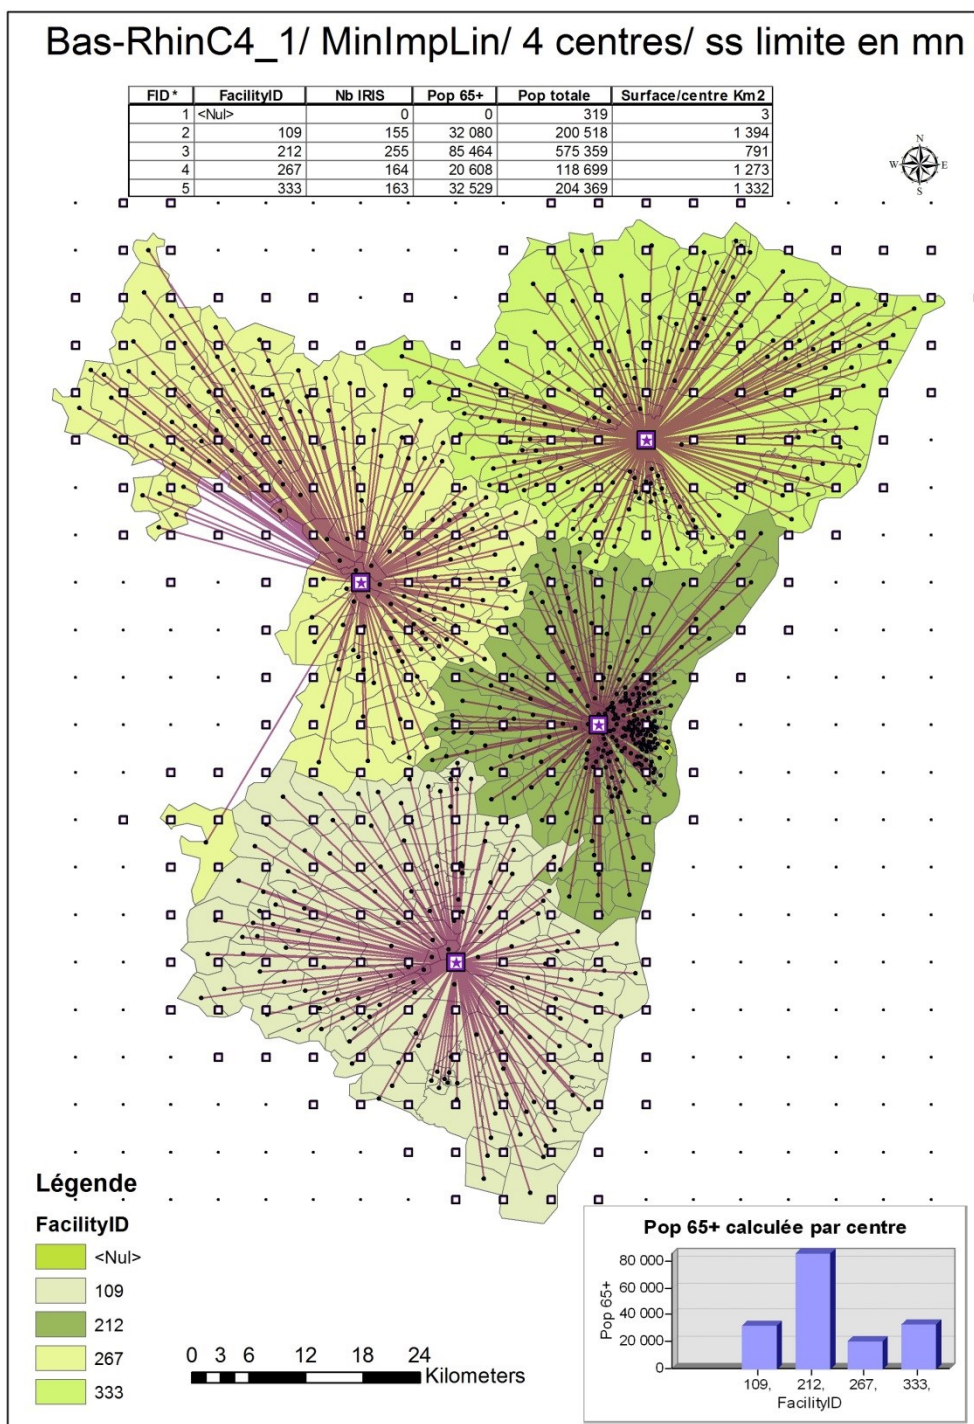 Bas-RhinC4_1/ MinImpLin/ 4 centres/ ss limite en mn
FID * FacilityID Nb IRIS Pop 65+ Pop totale Surface/centre Km2
1 <Nul> 0 0 319 3
2 109 155 32 080 200 518 1 394
3 212 255 85 464 575 359 791
4 267 164 20 608 118 699 1 273
5 333 163 32 529 204 369 1 332
N
W E
S
Légende
FacilityID
<Nul>
109
212
267
333
0 3 6 12 18 24
Kilometers
Pop 65+ calculée par centre
Pop 65+
80 000
60 000
40 000
20 000
0
109, 212, 267, 333,
FacilityID